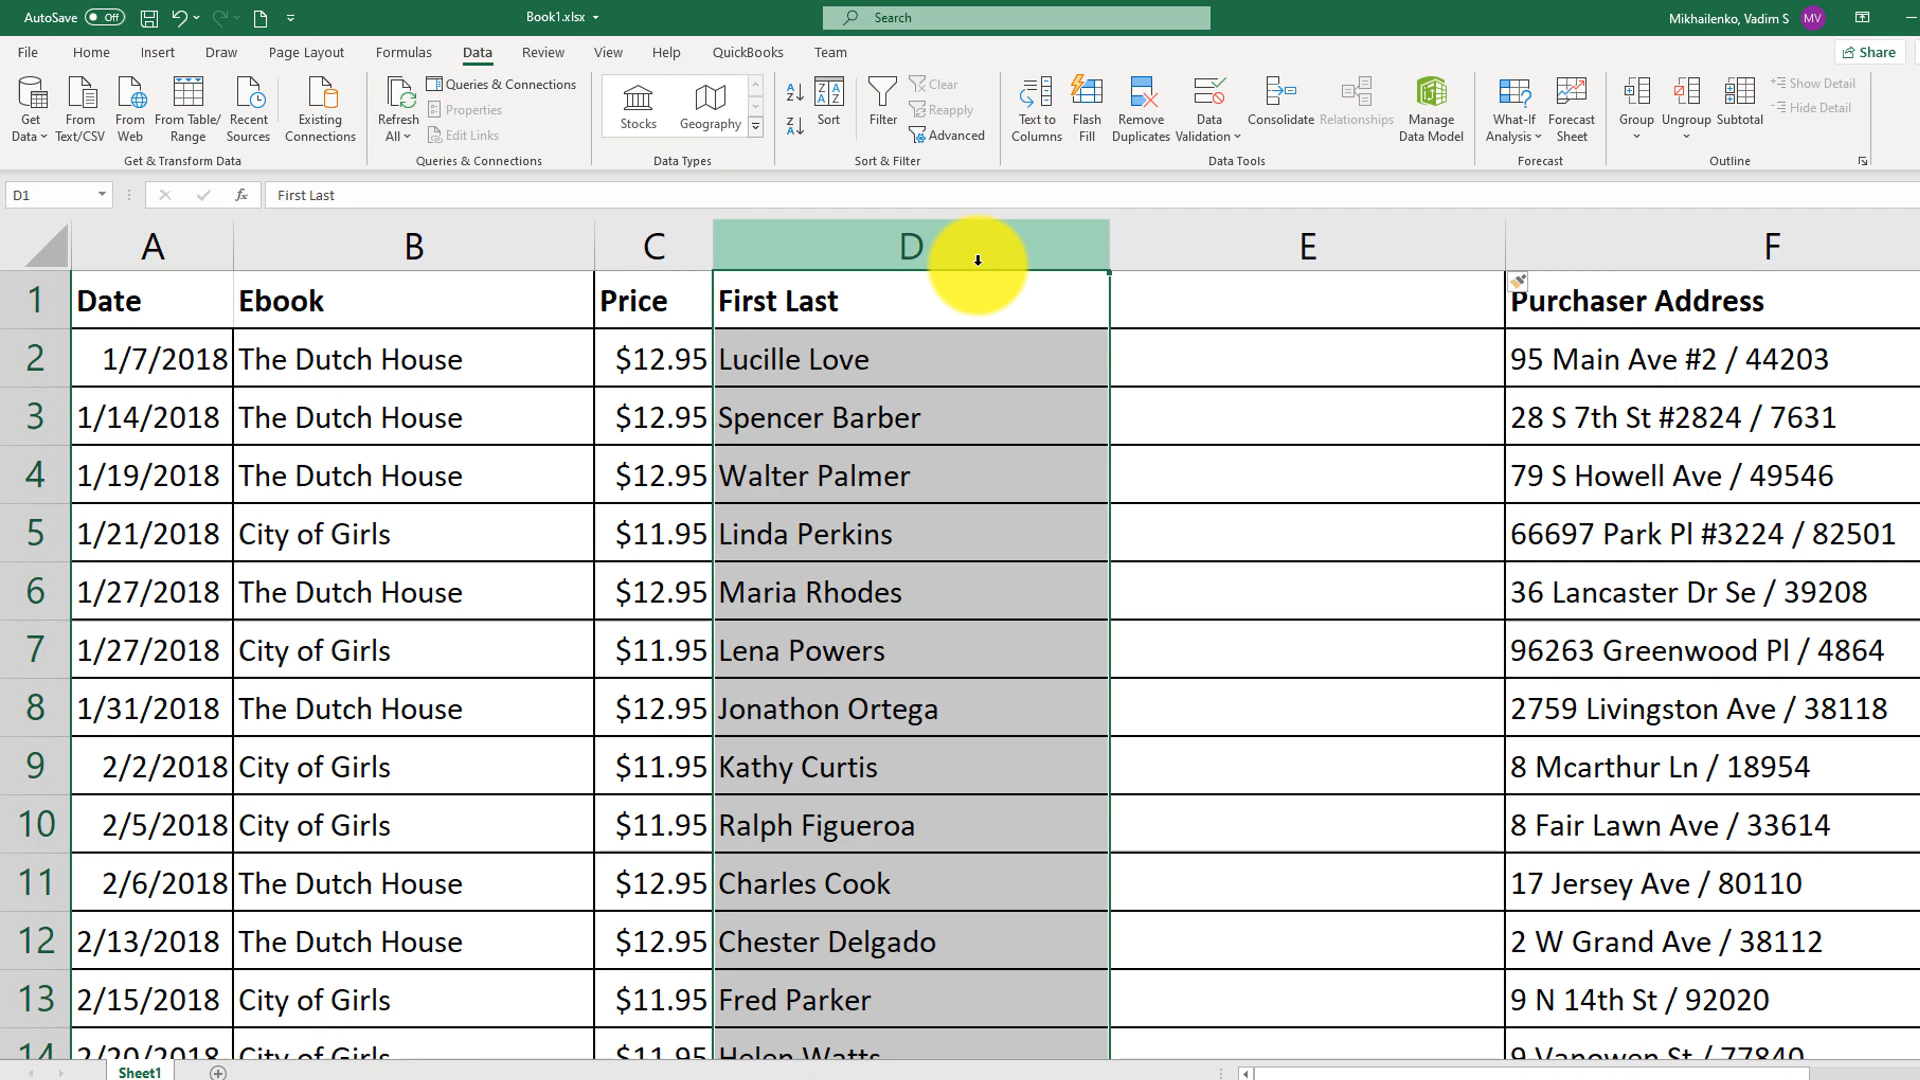 AutoSave Off Book1.xlsx Search Mikhailenko, Vadim S MV
File Home Insert Draw Page Layout Formulas Data Review View Help QuickBooks Team Share
Get Data From Text/CSV From Web From Table/ Range Recent Sources Existing Connections
Get & Transform Data
Refresh All Queries & Connections
Properties
Edit Links
Queries & Connections
Stocks Geography
Data Types
Sort Filter Clear
Reapply
Advanced
Sort & Filter
Text to Columns Flash Fill Remove Duplicates Data Validation Consolidate Relationships Manage Data Model
Data Tools
What-If Analysis Forecast Sheet
Forecast
Group Ungroup Subtotal Show Detail
Hide Detail
Outline
D1 fx First Last
A B C D E F
1 Date Ebook Price First Last Purchaser Address
2 1/7/2018 The Dutch House $12.95 Lucille Love 95 Main Ave #2 / 44203
3 1/14/2018 The Dutch House $12.95 Spencer Barber 28 S 7th St #2824 / 7631
4 1/19/2018 The Dutch House $12.95 Walter Palmer 79 S Howell Ave / 49546
5 1/21/2018 City of Girls $11.95 Linda Perkins 66697 Park Pl #3224 / 82501
6 1/27/2018 The Dutch House $12.95 Maria Rhodes 36 Lancaster Dr Se / 39208
7 1/27/2018 City of Girls $11.95 Lena Powers 96263 Greenwood Pl / 4864
8 1/31/2018 The Dutch House $12.95 Jonathon Ortega 2759 Livingston Ave / 38118
9 2/2/2018 City of Girls $11.95 Kathy Curtis 8 Mcarthur Ln / 18954
10 2/5/2018 City of Girls $11.95 Ralph Figueroa 8 Fair Lawn Ave / 33614
11 2/6/2018 The Dutch House $12.95 Charles Cook 17 Jersey Ave / 80110
12 2/13/2018 The Dutch House $12.95 Chester Delgado 2 W Grand Ave / 38112
13 2/15/2018 City of Girls $11.95 Fred Parker 9 N 14th St / 92020
14 2/20/2018 City of Girls $11.95 Helen Watts 9 Vanowen St / 77840
Sheet1